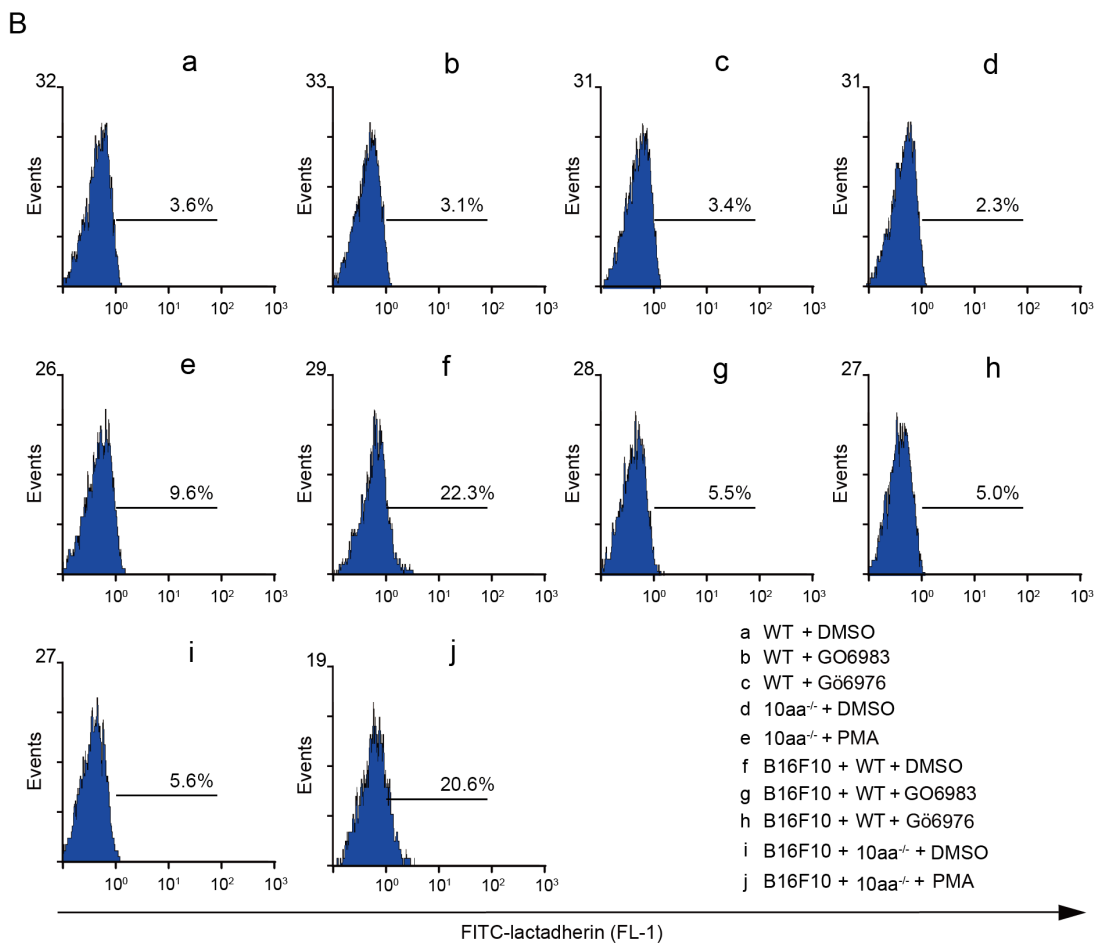 B
a
b
c
d
32
33
31
31
Events
Events
Events
Events
3.6%
3.1%
3.4%
2.3%
10⁰ 10¹ 10² 10³
10⁰ 10¹ 10² 10³
10⁰ 10¹ 10² 10³
10⁰ 10¹ 10² 10³
e
f
g
h
26
29
28
27
Events
Events
Events
Events
9.6%
22.3%
5.5%
5.0%
10⁰ 10¹ 10² 10³
10⁰ 10¹ 10² 10³
10⁰ 10¹ 10² 10³
10⁰ 10¹ 10² 10³
i
j
27
19
Events
Events
5.6%
20.6%
10⁰ 10¹ 10² 10³
10⁰ 10¹ 10² 10³
a WT + DMSO
b WT + GO6983
c WT + Gö6976
d 10aa⁻/⁻ + DMSO
e 10aa⁻/⁻ + PMA
f B16F10 + WT + DMSO
g B16F10 + WT + GO6983
h B16F10 + WT + Gö6976
i B16F10 + 10aa⁻/⁻ + DMSO
j B16F10 + 10aa⁻/⁻ + PMA
FITC-lactadherin (FL-1)